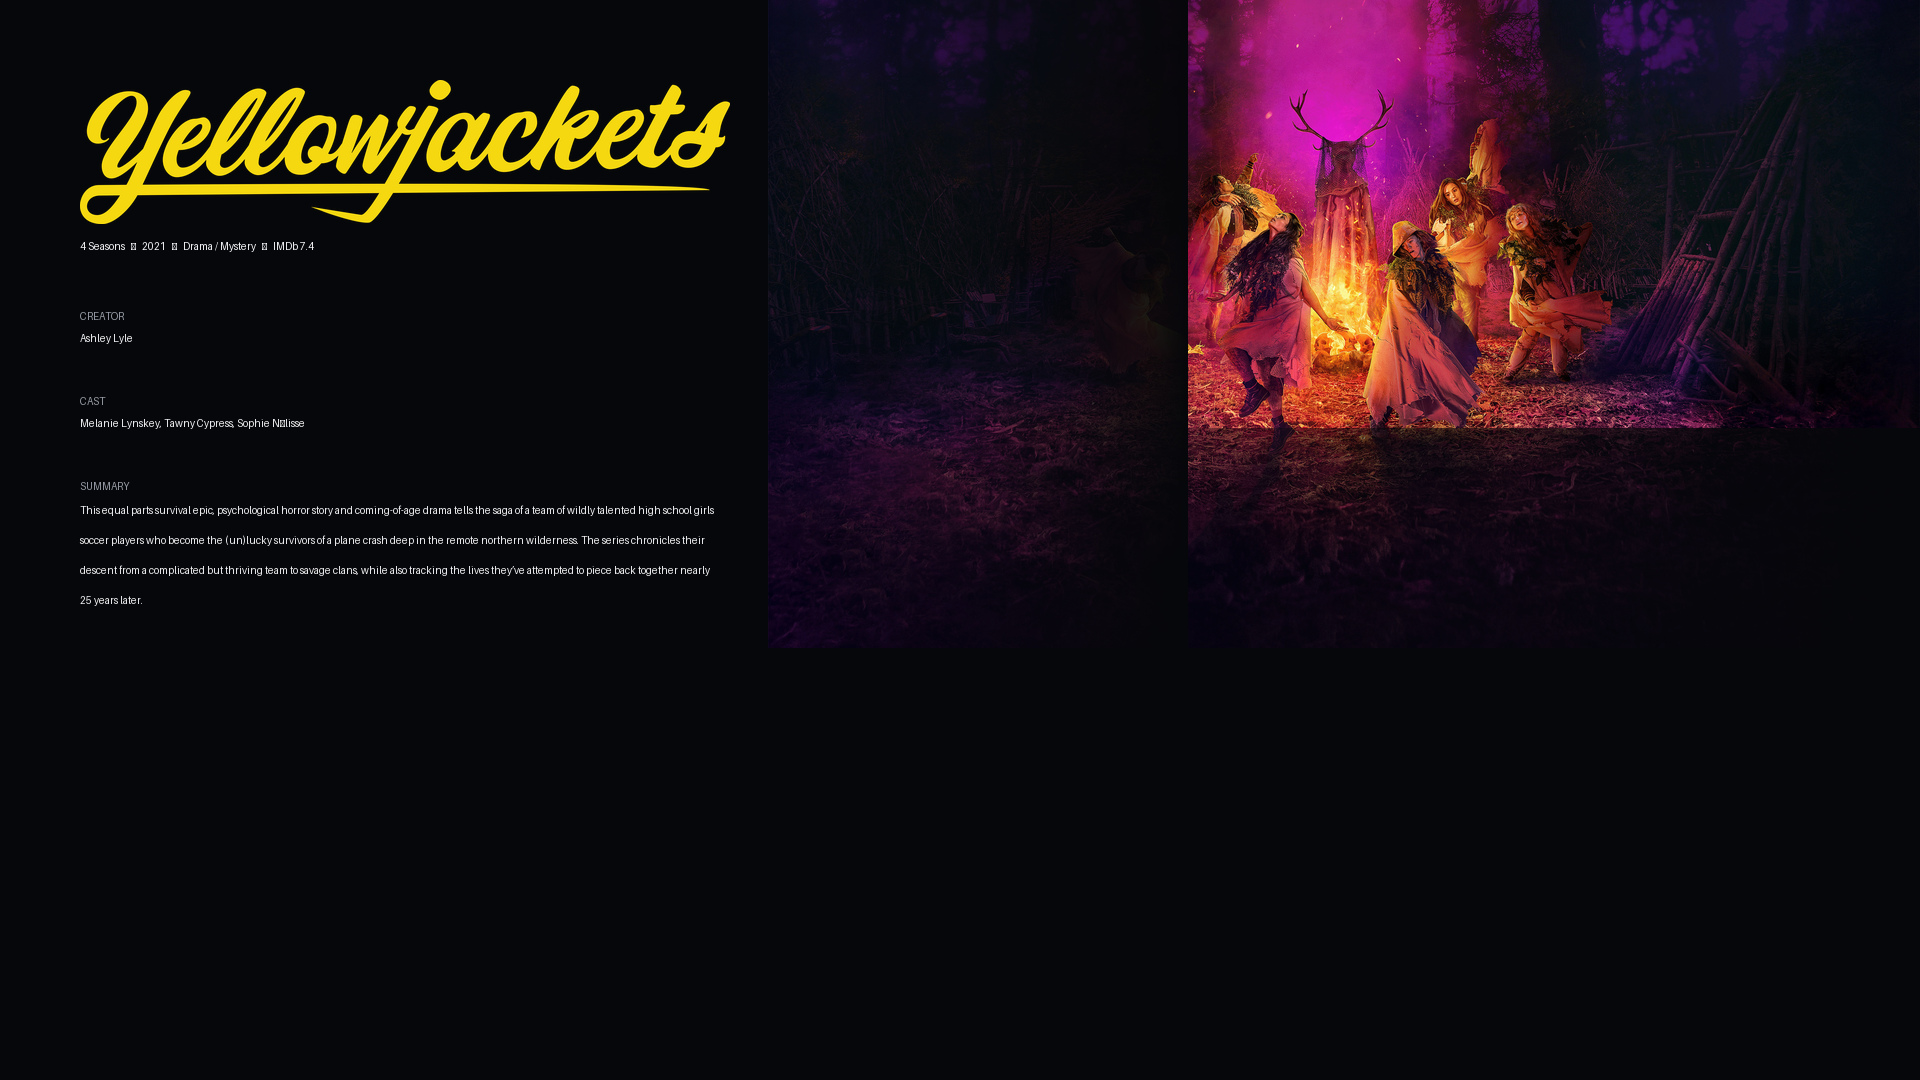 Yellowjackets
4 Seasons ▯ 2021 ▯ Drama / Mystery ▯ IMDb 7.4
CREATOR
Ashley Lyle
CAST
Melanie Lynskey, Tawny Cypress, Sophie N▯lisse
SUMMARY
This equal parts survival epic, psychological horror story and coming-of-age drama tells the saga of a team of wildly talented high school girls
soccer players who become the (un)lucky survivors of a plane crash deep in the remote northern wilderness. The series chronicles their
descent from a complicated but thriving team to savage clans, while also tracking the lives they've attempted to piece back together nearly
25 years later.